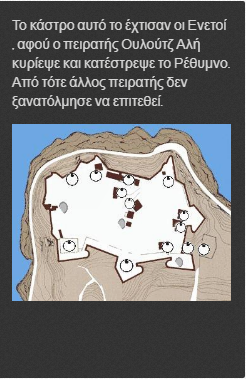 Το κάστρο αυτό το έχτισαν οι Ενετοί
, αφού ο πειρατής Ουλούτζ Αλή
κυρίεψε και κατέστρεψε το Ρέθυμνο.
Από τότε άλλος πειρατής δεν
ξανατόλμησε να επιτεθεί.